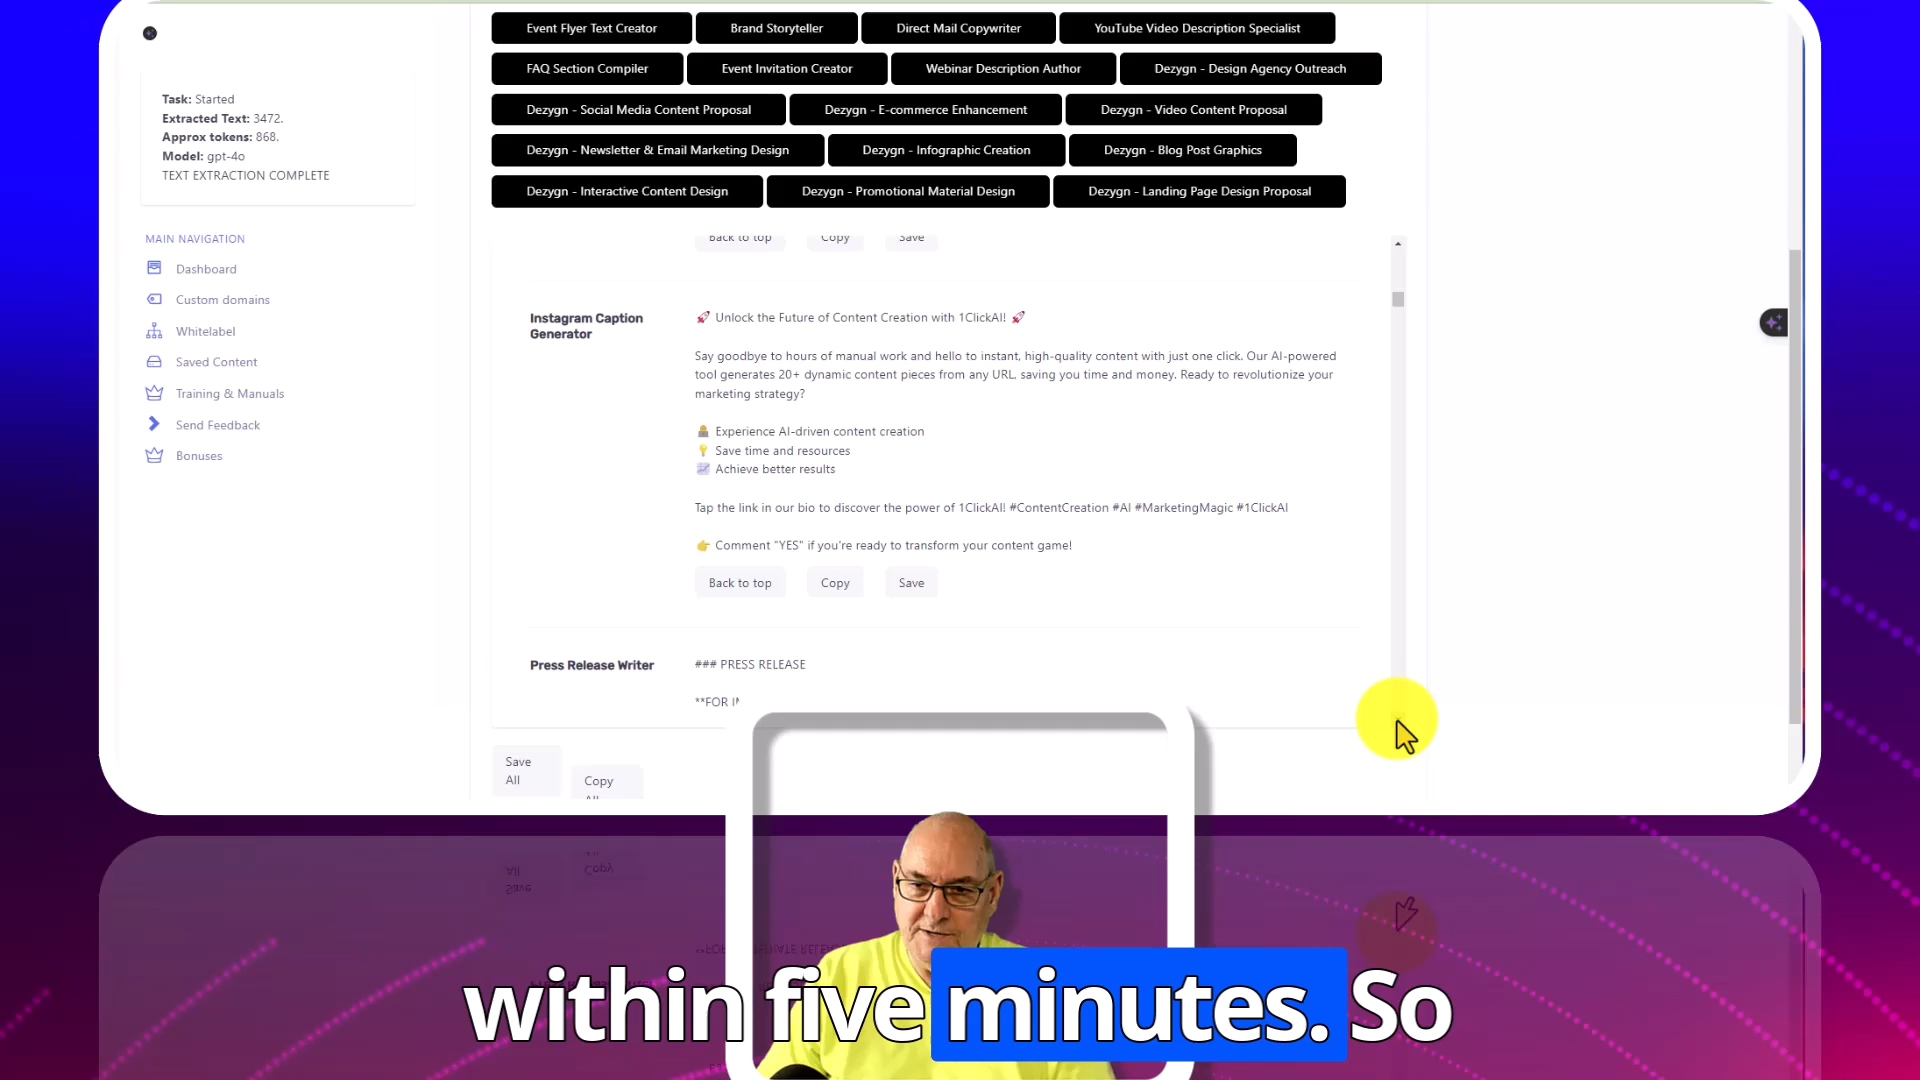 Event Flyer Text Creator
Brand Storyteller
Direct Mail Copywriter
YouTube Video Description Specialist
FAQ Section Compiler
Event Invitation Creator
Webinar Description Author
Dezygn - Design Agency Outreach
Dezygn - Social Media Content Proposal
Dezygn - E-commerce Enhancement
Dezygn - Video Content Proposal
Dezygn - Newsletter & Email Marketing Design
Dezygn - Infographic Creation
Dezygn - Blog Post Graphics
Dezygn - Interactive Content Design
Dezygn - Promotional Material Design
Dezygn - Landing Page Design Proposal
Task: Started
Extracted Text: 3472.
Approx tokens: 868.
Model: gpt-4o
TEXT EXTRACTION COMPLETE
MAIN NAVIGATION
Dashboard
Custom domains
Whitelabel
Saved Content
Training & Manuals
Send Feedback
Bonuses
Back to top
Copy
Save
Instagram Caption
Generator
🚀 Unlock the Future of Content Creation with 1ClickAI! 🚀
Say goodbye to hours of manual work and hello to instant, high-quality content with just one click. Our AI-powered
tool generates 20+ dynamic content pieces from any URL, saving you time and money. Ready to revolutionize your
marketing strategy?
Experience AI-driven content creation
💡 Save time and resources
📈 Achieve better results
Tap the link in our bio to discover the power of 1ClickAI! #ContentCreation #AI #MarketingMagic #1ClickAI
👉 Comment "YES" if you're ready to transform your content game!
Back to top
Copy
Save
Press Release Writer
### PRESS RELEASE
**FOR
Save
All
Copy
within five minutes. So